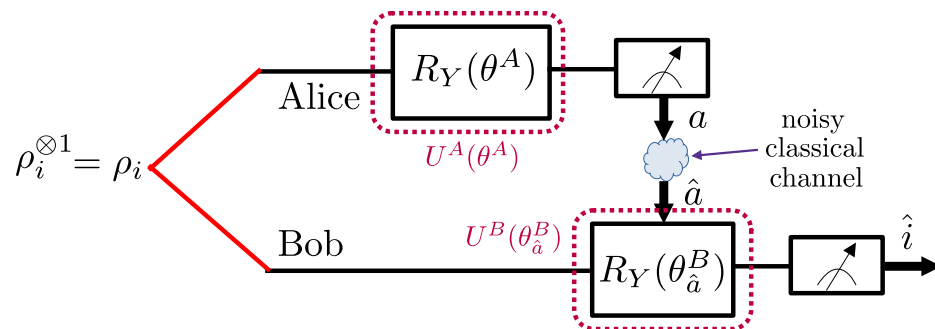 ρ_i^{⊗1} = ρ_i
Alice
R_Y(θ^A)
U^A(θ^A)
a
noisy
classical
channel
â
Bob
U^B(θ^B_â)
R_Y(θ^B_â)
î